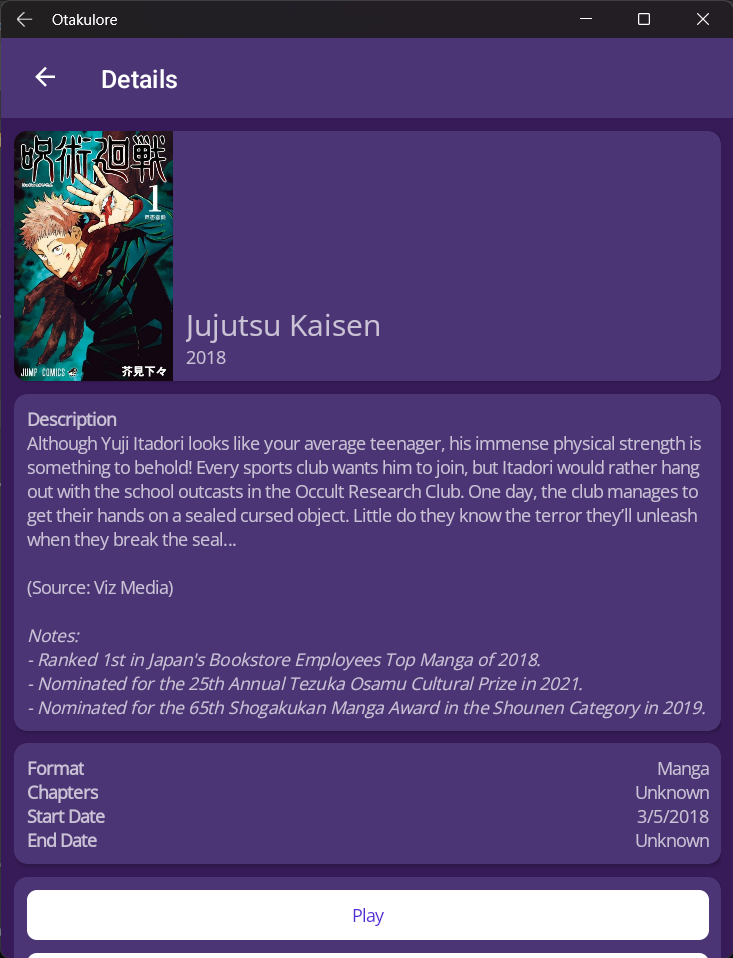 Otakulore
Details
呪術廻戦
1
芥見下々
JUMP COMICS
芥見下々
Jujutsu Kaisen
2018
Description
Although Yuji Itadori looks like your average teenager, his immense physical strength is
something to behold! Every sports club wants him to join, but Itadori would rather hang
out with the school outcasts in the Occult Research Club. One day, the club manages to
get their hands on a sealed cursed object. Little do they know the terror they’ll unleash
when they break the seal...
(Source: Viz Media)
Notes:
- Ranked 1st in Japan's Bookstore Employees Top Manga of 2018.
- Nominated for the 25th Annual Tezuka Osamu Cultural Prize in 2021.
- Nominated for the 65th Shogakukan Manga Award in the Shounen Category in 2019.
Format Manga
Chapters Unknown
Start Date 3/5/2018
End Date Unknown
Play